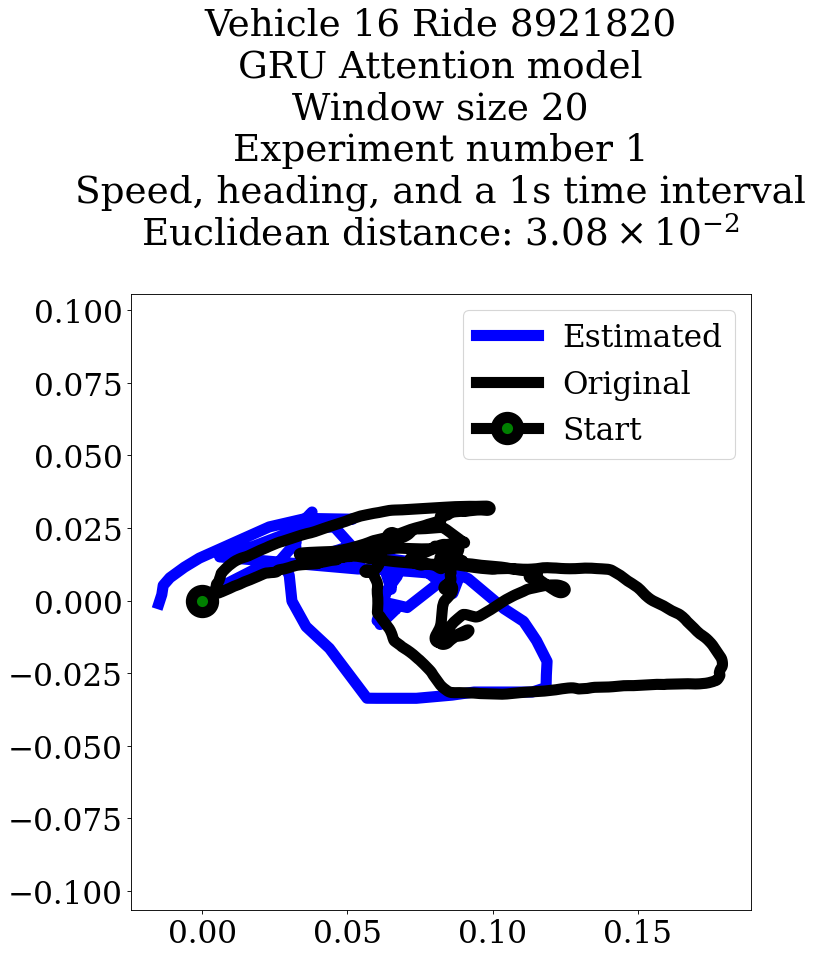 Vehicle 16 Ride 8921820
GRU Attention model
Window size 20
Experiment number 1
Speed, heading, and a 1s time interval
Euclidean distance: 3.08 × 10⁻²
Estimated
Original
Start
0.100
0.075
0.050
0.025
0.000
−0.025
−0.050
−0.075
−0.100
0.00 0.05 0.10 0.15